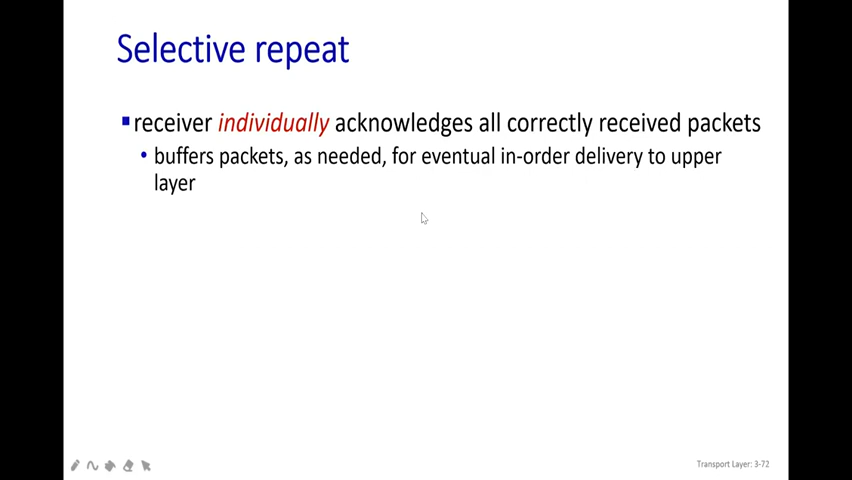 Selective repeat
▪receiver individually acknowledges all correctly received packets
• buffers packets, as needed, for eventual in-order delivery to upper
layer
Transport Layer: 3-72